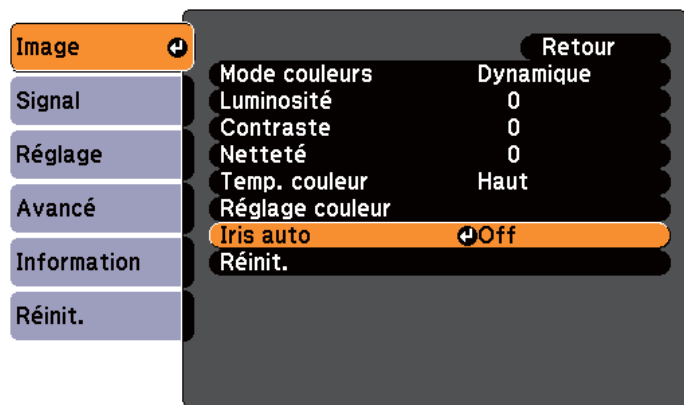 Image
Signal
Réglage
Avancé
Information
Réinit.
Retour
Mode couleurs Dynamique
Luminosité 0
Contraste 0
Netteté 0
Temp. couleur Haut
Réglage couleur
Iris auto Off
Réinit.